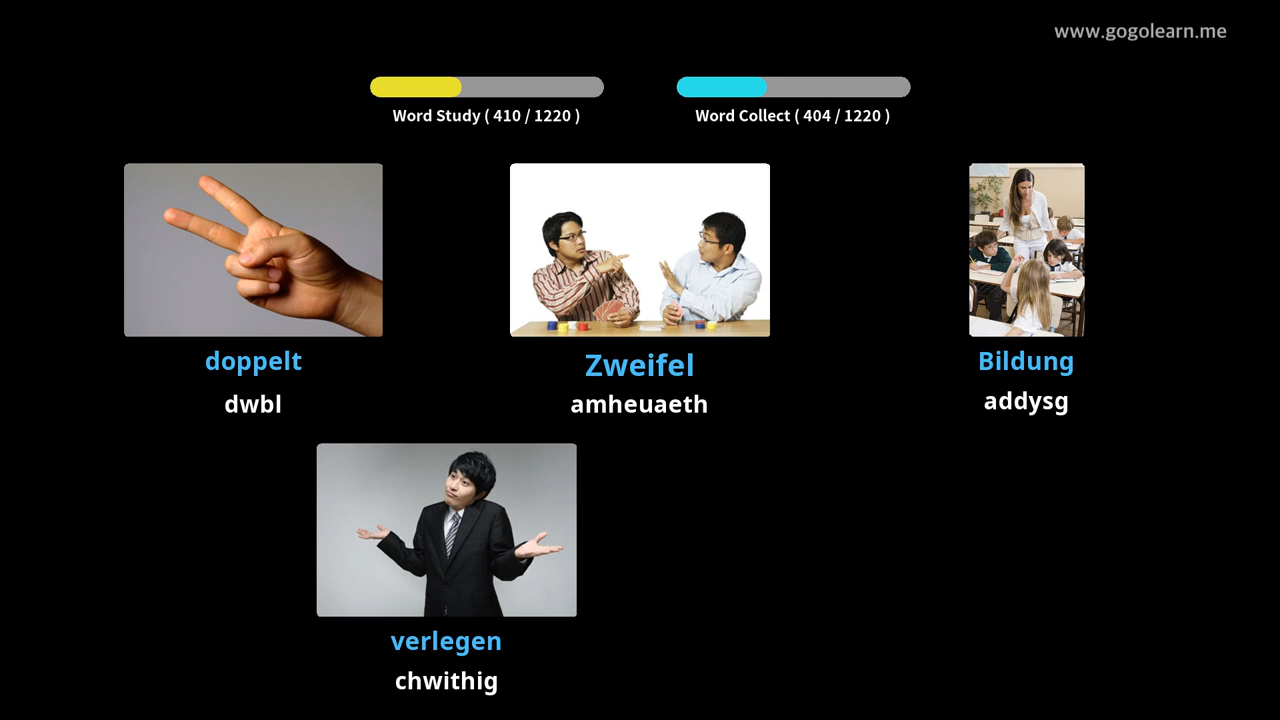 www.gogolearn.me
Word Study ( 410 / 1220 )
Word Collect ( 404 / 1220 )
doppelt
dwbl
Zweifel
amheuaeth
Bildung
addysg
verlegen
chwithig